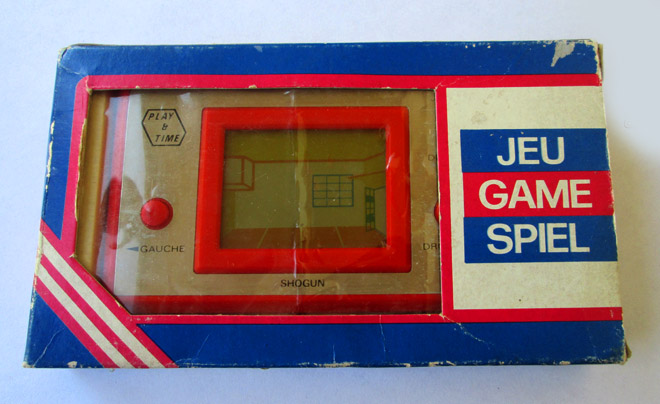 PLAY
&
TIME
GAUCHE
SHOGUN
JEU
GAME
SPIEL